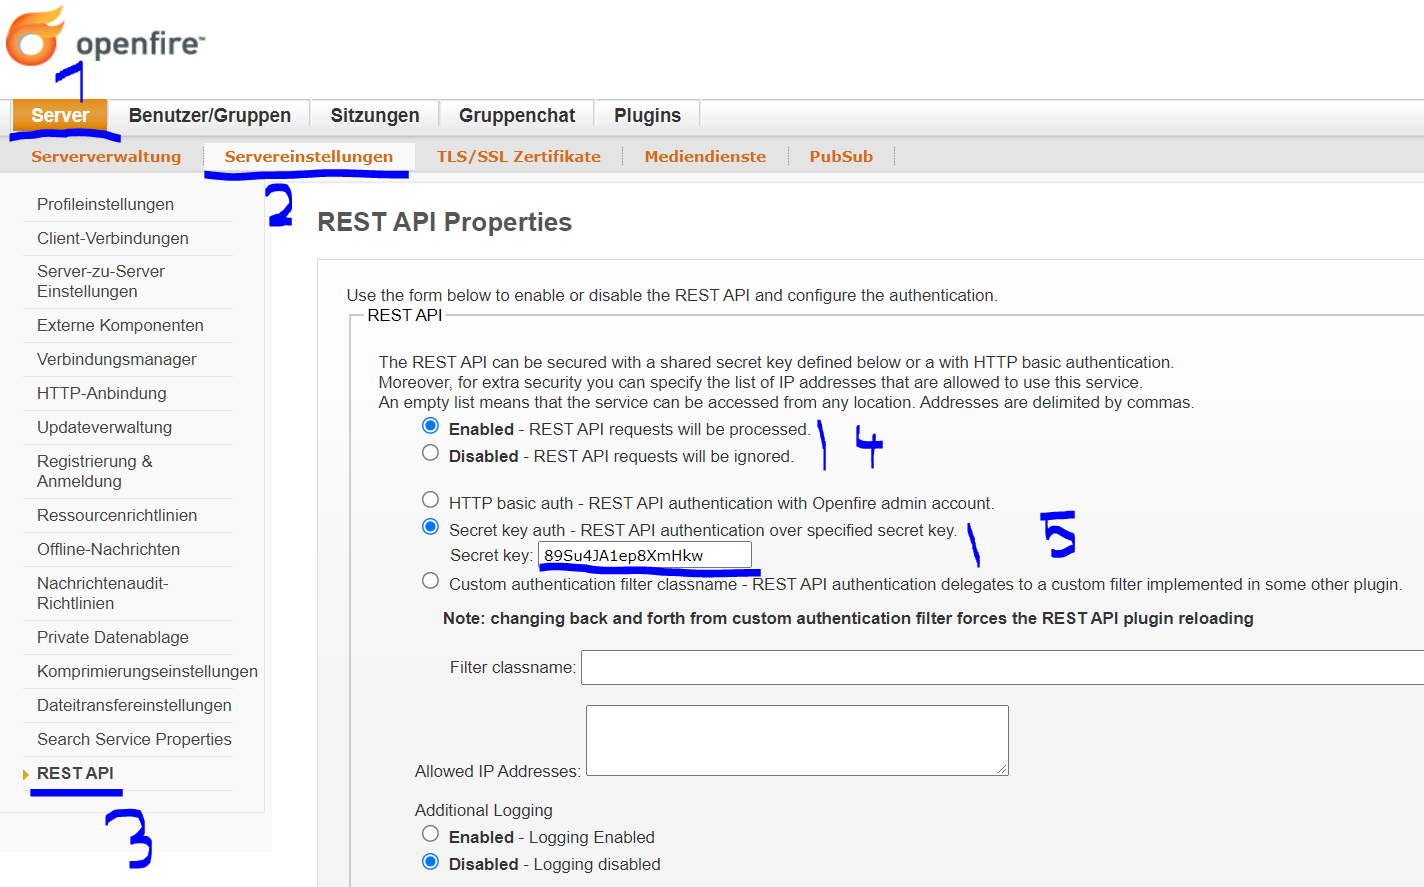 openfire™
1
Server Benutzer/Gruppen Sitzungen Gruppenchat Plugins
Serververwaltung Servereinstellungen TLS/SSL Zertifikate Mediendienste PubSub
2
Profileinstellungen
Client-Verbindungen
Server-zu-Server
Einstellungen
Externe Komponenten
Verbindungsmanager
HTTP-Anbindung
Updateverwaltung
Registrierung &
Anmeldung
Ressourcenrichtlinien
Offline-Nachrichten
Nachrichtenaudit-
Richtlinien
Private Datenablage
Komprimierungseinstellungen
Dateitransfereinstellungen
Search Service Properties
REST API
3
REST API Properties
Use the form below to enable or disable the REST API and configure the authentication.
REST API
The REST API can be secured with a shared secret key defined below or a with HTTP basic authentication.
Moreover, for extra security you can specify the list of IP addresses that are allowed to use this service.
An empty list means that the service can be accessed from any location. Addresses are delimited by commas.
Enabled - REST API requests will be processed.
4
Disabled - REST API requests will be ignored.
HTTP basic auth - REST API authentication with Openfire admin account.
Secret key auth - REST API authentication over specified secret key.
5
Secret key: 89Su4JA1ep8XmHkw
Custom authentication filter classname - REST API authentication delegates to a custom filter implemented in some other plugin.
Note: changing back and forth from custom authentication filter forces the REST API plugin reloading
Filter classname:
Allowed IP Addresses:
Additional Logging
Enabled - Logging Enabled
Disabled - Logging disabled